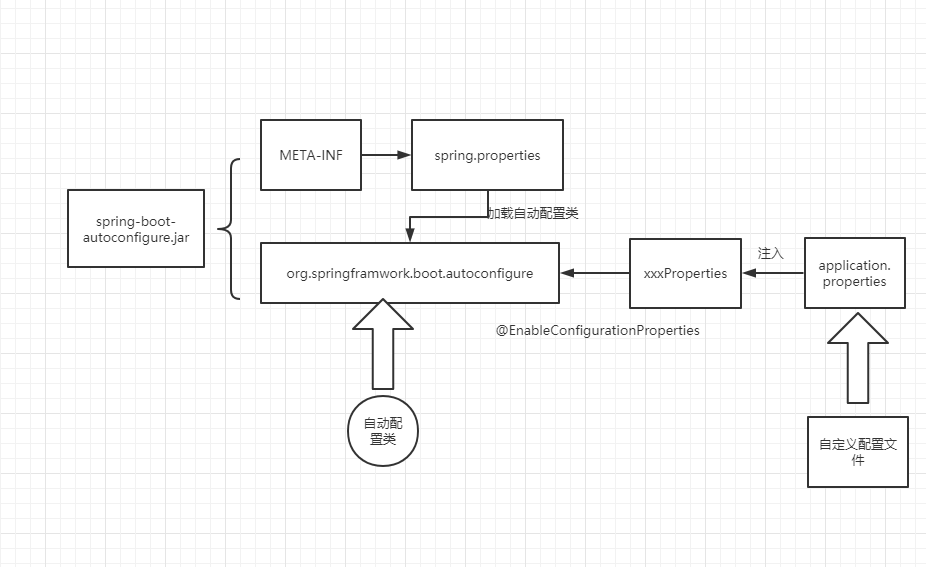 META-INF
spring.properties
spring-boot-
autoconfigure.jar
加载自动配置类
org.springframwork.boot.autoconfigure
xxxProperties
注入
application.
properties
@EnableConfigurationProperties
自动配
置类
自定义配置文
件